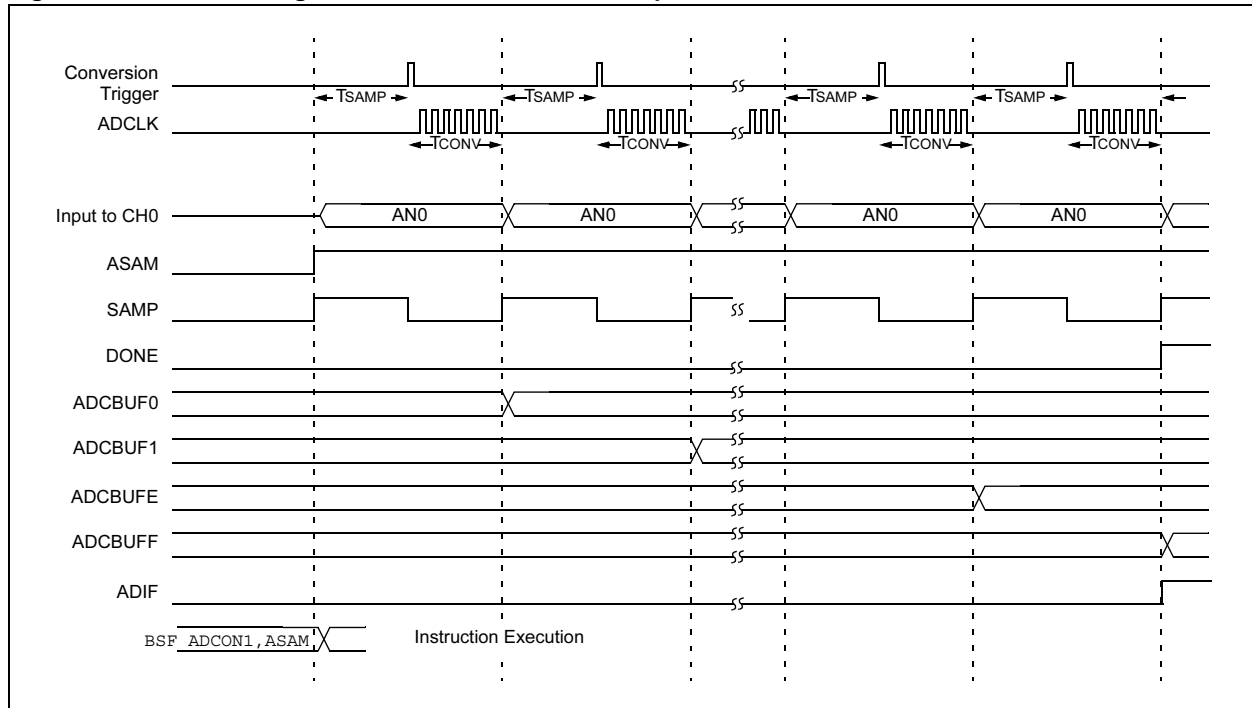 Conversion
Trigger
TSAMP TSAMP TSAMP TSAMP
ADCLK
TCONV TCONV TCONV TCONV
Input to CH0 AN0 AN0 AN0 AN0
ASAM
SAMP
DONE
ADCBUF0
ADCBUF1
ADCBUFE
ADCBUFF
ADIF
BSF ADCON1,ASAM Instruction Execution